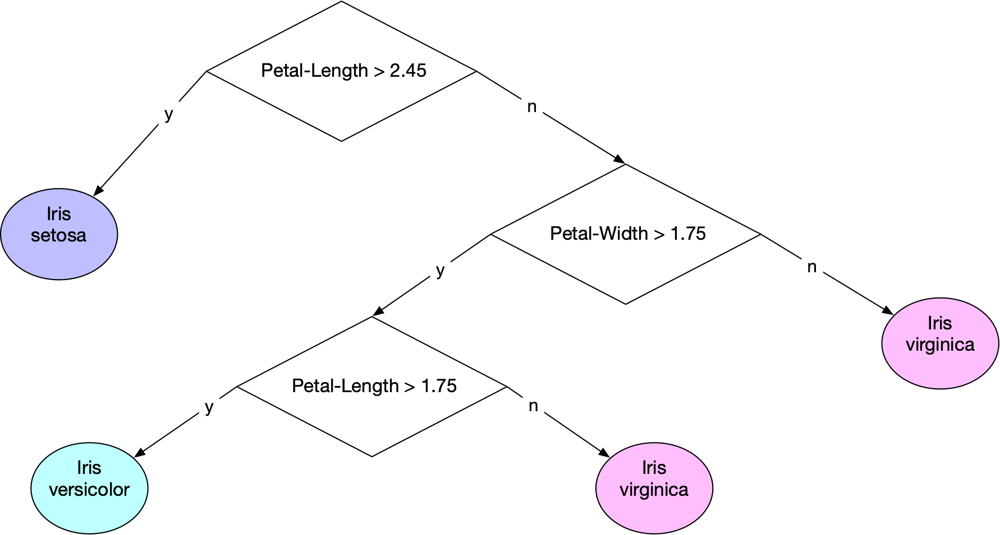 Petal-Length > 2.45
y
n
Iris
setosa
Petal-Width > 1.75
y
n
Iris
virginica
Petal-Length > 1.75
y
n
Iris
versicolor
Iris
virginica